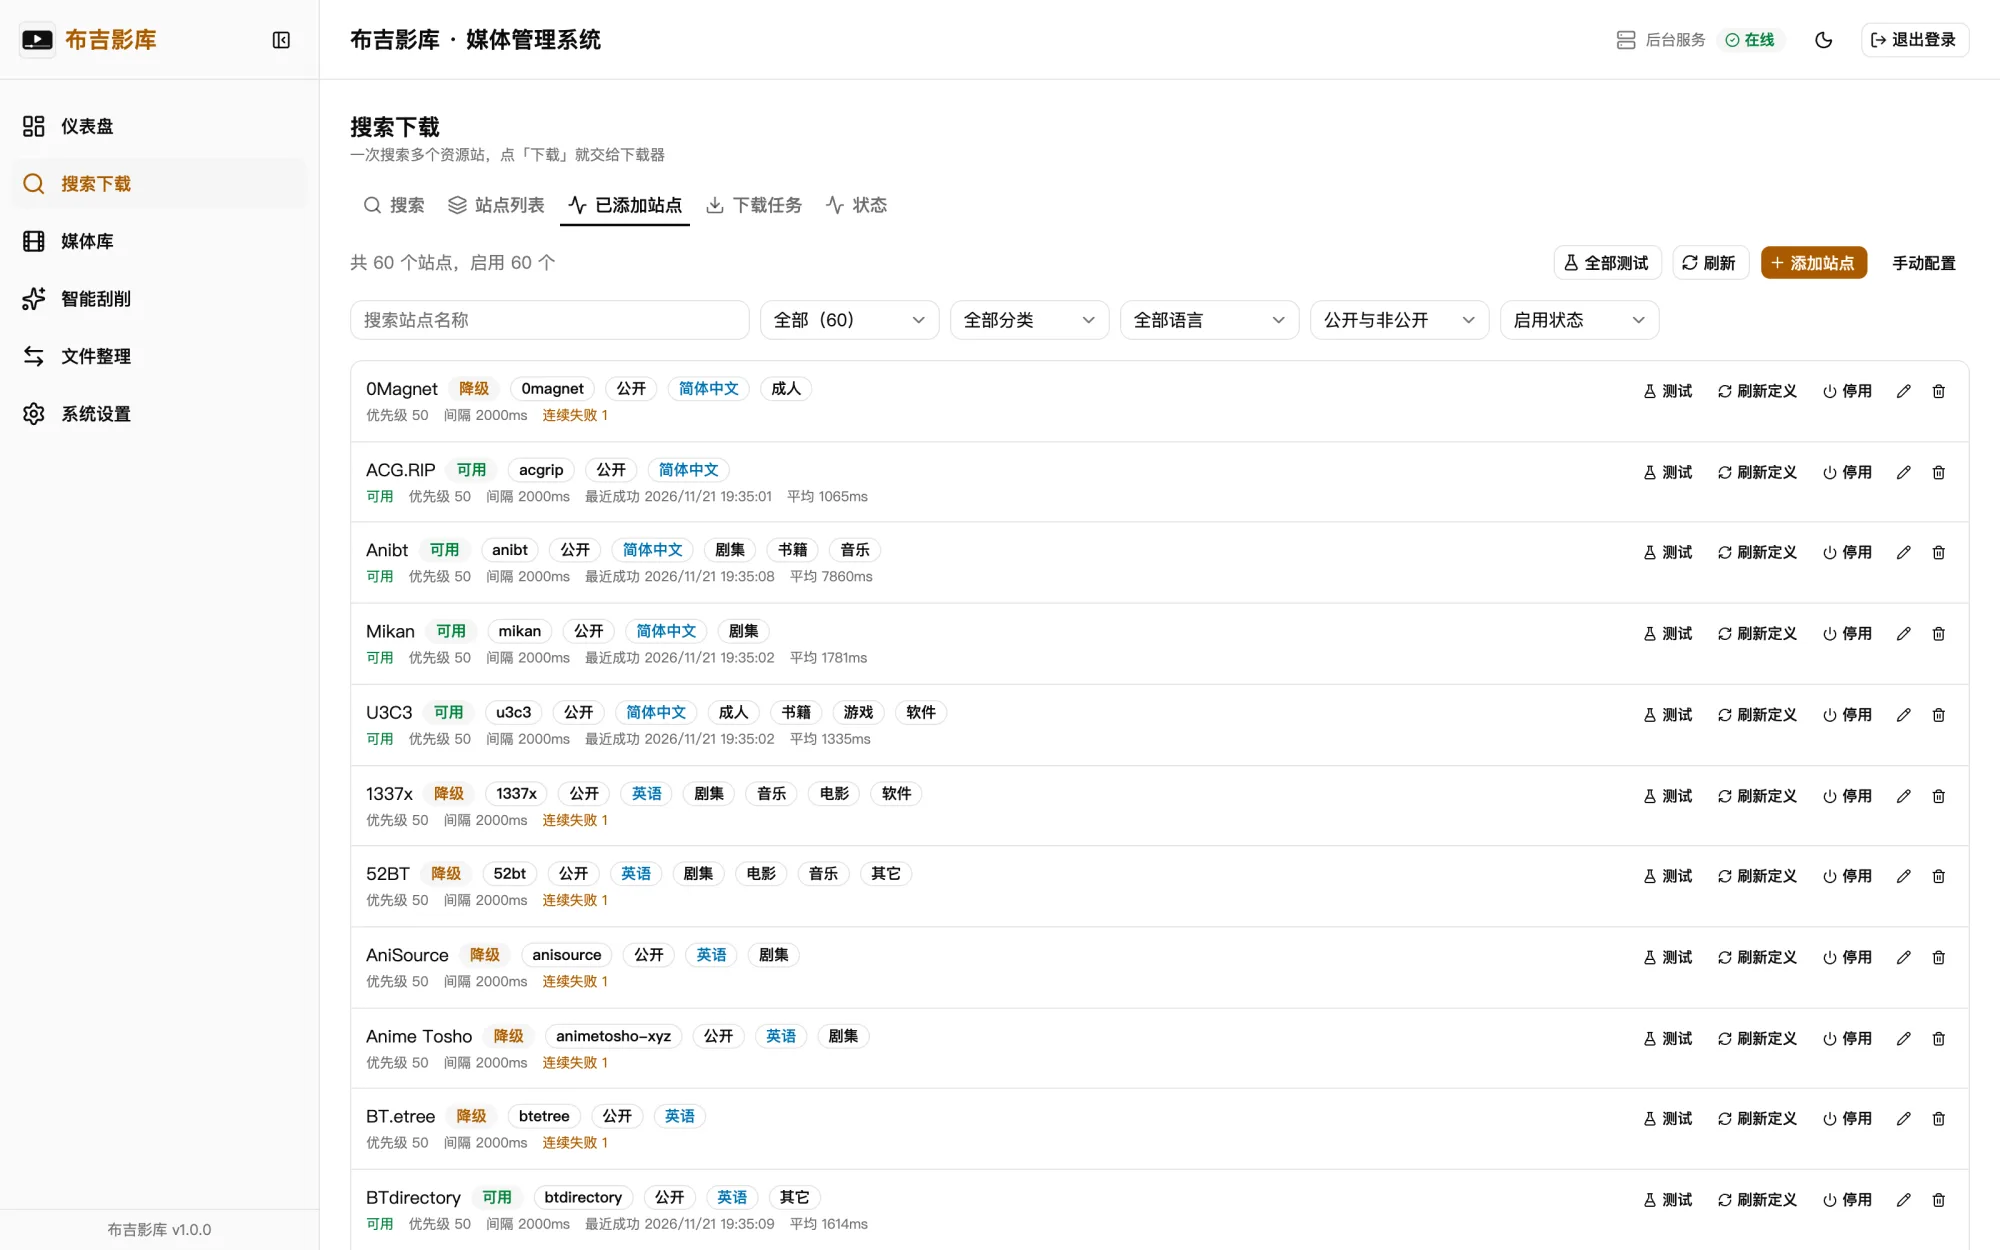 布吉影库
布吉影库 · 媒体管理系统
后台服务 在线 退出登录
仪表盘
搜索下载
媒体库
智能刮削
文件整理
系统设置
布吉影库 v1.0.0
搜索下载
一次搜索多个资源站，点「下载」就交给下载器
搜索 站点列表 已添加站点 下载任务 状态
共 60 个站点，启用 60 个 全部测试 刷新 添加站点 手动配置
搜索站点名称 全部（60） 全部分类 全部语言 公开与非公开 启用状态
0Magnet 降级 0magnet 公开 简体中文 成人 测试 刷新定义 停用
优先级 50 间隔 2000ms 连续失败 1
ACG.RIP 可用 acgrip 公开 简体中文 测试 刷新定义 停用
可用 优先级 50 间隔 2000ms 最近成功 2026/11/21 19:35:01 平均 1065ms
Anibt 可用 anibt 公开 简体中文 剧集 书籍 音乐 测试 刷新定义 停用
可用 优先级 50 间隔 2000ms 最近成功 2026/11/21 19:35:08 平均 7860ms
Mikan 可用 mikan 公开 简体中文 剧集 测试 刷新定义 停用
可用 优先级 50 间隔 2000ms 最近成功 2026/11/21 19:35:02 平均 1781ms
U3C3 可用 u3c3 公开 简体中文 成人 书籍 游戏 软件 测试 刷新定义 停用
可用 优先级 50 间隔 2000ms 最近成功 2026/11/21 19:35:02 平均 1335ms
1337x 降级 1337x 公开 英语 剧集 音乐 电影 软件 测试 刷新定义 停用
优先级 50 间隔 2000ms 连续失败 1
52BT 降级 52bt 公开 英语 剧集 电影 音乐 其它 测试 刷新定义 停用
优先级 50 间隔 2000ms 连续失败 1
AniSource 降级 anisource 公开 英语 剧集 测试 刷新定义 停用
优先级 50 间隔 2000ms 连续失败 1
Anime Tosho 降级 animetosho-xyz 公开 英语 剧集 测试 刷新定义 停用
优先级 50 间隔 2000ms 连续失败 1
BT.etree 降级 btetree 公开 英语 测试 刷新定义 停用
优先级 50 间隔 2000ms 连续失败 1
BTdirectory 可用 btdirectory 公开 英语 其它 测试 刷新定义 停用
可用 优先级 50 间隔 2000ms 最近成功 2026/11/21 19:35:09 平均 1614ms